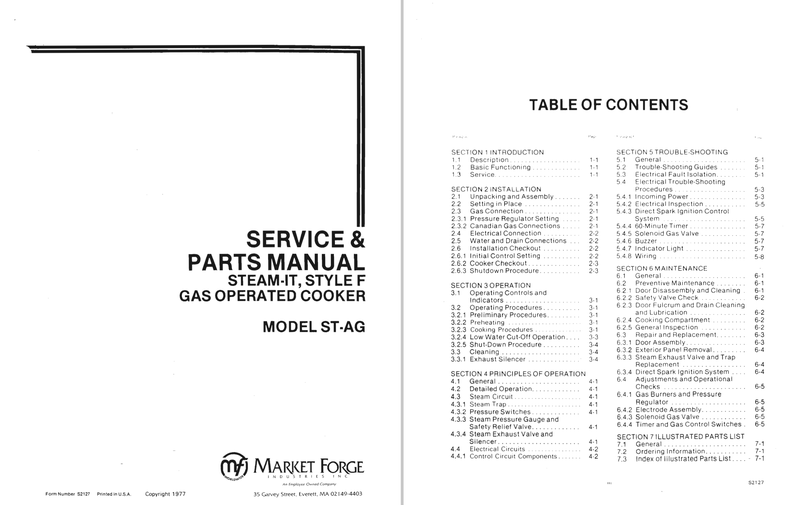 SERVICE &
PARTS MANUAL
STEAM-IT, STYLE F
GAS OPERATED COOKER
MODEL ST-AG
mfi MARKET FORGE
INDUSTRIES INC.
An Employee Owned Company
Form Number S2127 Printed in U.S.A. Copyright 1977
35 Garvey Street, Everett, MA 02149-4403
TABLE OF CONTENTS
SECTION 1 INTRODUCTION
1.1 Description 1-1
1.2 Basic Functioning 1-1
1.3 Service 1-1
SECTION 2 INSTALLATION
2.1 Unpacking and Assembly 2-1
2.2 Setting in Place 2-1
2.3 Gas Connection 2-1
2.3.1 Pressure Regulator Setting 2-1
2.3.2 Canadian Gas Connections 2-1
2.4 Electrical Connection 2-2
2.5 Water and Drain Connections 2-2
2.6 Installation Checkout 2-2
2.6.1 Initial Control Setting 2-2
2.6.2 Cooker Checkout 2-3
2.6.3 Shutdown Procedure 2-3
SECTION 3 OPERATION
3.1 Operating Controls and
Indicators 3-1
3.2 Operating Procedures 3-1
3.2.1 Preliminary Procedures 3-1
3.2.2 Preheating 3-1
3.2.3 Cooking Procedures 3-1
3.2.4 Low Water Cut-Off Operation 3-3
3.2.5 Shut-Down Procedure 3-4
3.3 Cleaning 3-4
3.3.1 Exhaust Silencer 3-4
SECTION 4 PRINCIPLES OF OPERATION
4.1 General 4-1
4.2 Detailed Operation 4-1
4.3 Steam Circuit 4-1
4.3.1 Steam Trap 4-1
4.3.2 Pressure Switches 4-1
4.3.3 Steam Pressure Gauge and
Safety Relief Valve 4-1
4.3.4 Steam Exhaust Valve and
Silencer 4-1
4.4 Electrical Circuits 4-2
4.4.1 Control Circuit Components 4-2
SECTION 5 TROUBLE-SHOOTING
5.1 General 5-1
5.2 Trouble-Shooting Guides 5-1
5.3 Electrical Fault Isolation 5-1
5.4 Electrical Trouble-Shooting
Procedures 5-3
5.4.1 Incoming Power 5-3
5.4.2 Electrical Inspection 5-5
5.4.3 Direct Spark Ignition Control
System 5-5
5.4.4 60-Minute Timer 5-7
5.4.5 Solenoid Gas Valve 5-7
5.4.6 Buzzer 5-7
5.4.7 Indicator Light 5-7
5.4.8 Wiring 5-8
SECTION 6 MAINTENANCE
6.1 General 6-1
6.2 Preventive Maintenance 6-1
6.2.1 Door Disassembly and Cleaning 6-1
6.2.2 Safety Valve Check 6-2
6.2.3 Door Fulcrum and Drain Cleaning
and Lubrication 6-2
6.2.4 Cooking Compartment 6-2
6.2.5 General Inspection 6-2
6.3 Repair and Replacement 6-3
6.3.1 Door Assembly 6-3
6.3.2 Exterior Panel Removal 6-4
6.3.3 Steam Exhaust Valve and Trap
Replacement 6-4
6.3.4 Direct Spark Ignition System 6-4
6.4 Adjustments and Operational
Checks 6-5
6.4.1 Gas Burners and Pressure
Regulator 6-5
6.4.2 Electrode Assembly 6-5
6.4.3 Solenoid Gas Valve 6-5
6.4.4 Timer and Gas Control Switches 6-5
SECTION 7 ILLUSTRATED PARTS LIST
7.1 General 7-1
7.2 Ordering Information 7-1
7.3 Index of Illustrated Parts List 7-1
S2127